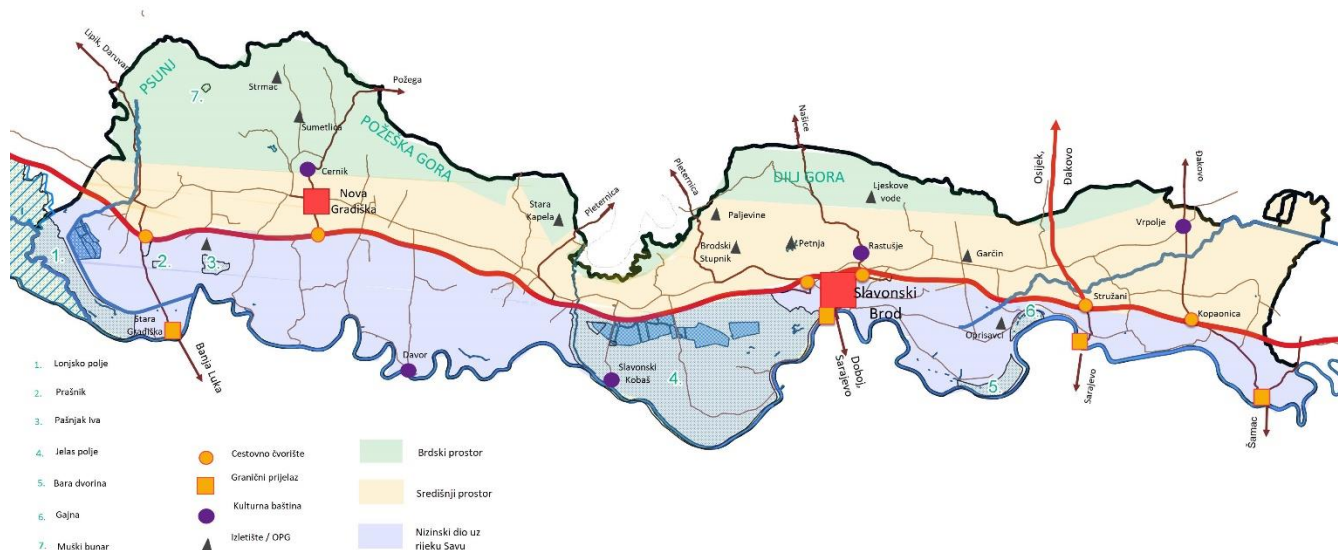 Lipik, Daruvar
PSUNJ
7.
Strmac
Požega
Šumetlica
POŽEŠKA GORA
Cernik
Nova
Gradiška
Stara
Kapela
Pleternica
Pleternica
Našice
DILJ GORA
Ljeskove
vode
Paljevine
Brodski
Stupnik
Petnja
Rastušje
Garčin
Osijek,
Đakovo
Đakovo
Vrpolje
1.
2.
3.
Stara
Gradiška
Banja Luka
Davor
Slavonski
Kobaš
4.
Slavonski
Brod
Doboj,
Sarajevo
Oprisavci
6.
5
Stružani
Sarajevo
Kopaonica
Šamac
1. Lonjsko polje
2. Prašnik
3. Pašnjak Iva
4. Jelas polje
5. Bara dvorina
6. Gajna
7. Muški bunar
Cestovno čvorište
Granični prijelaz
Kulturna baština
Izletište / OPG
Brdski prostor
Središnji prostor
Nizinski dio uz
rijeku Savu